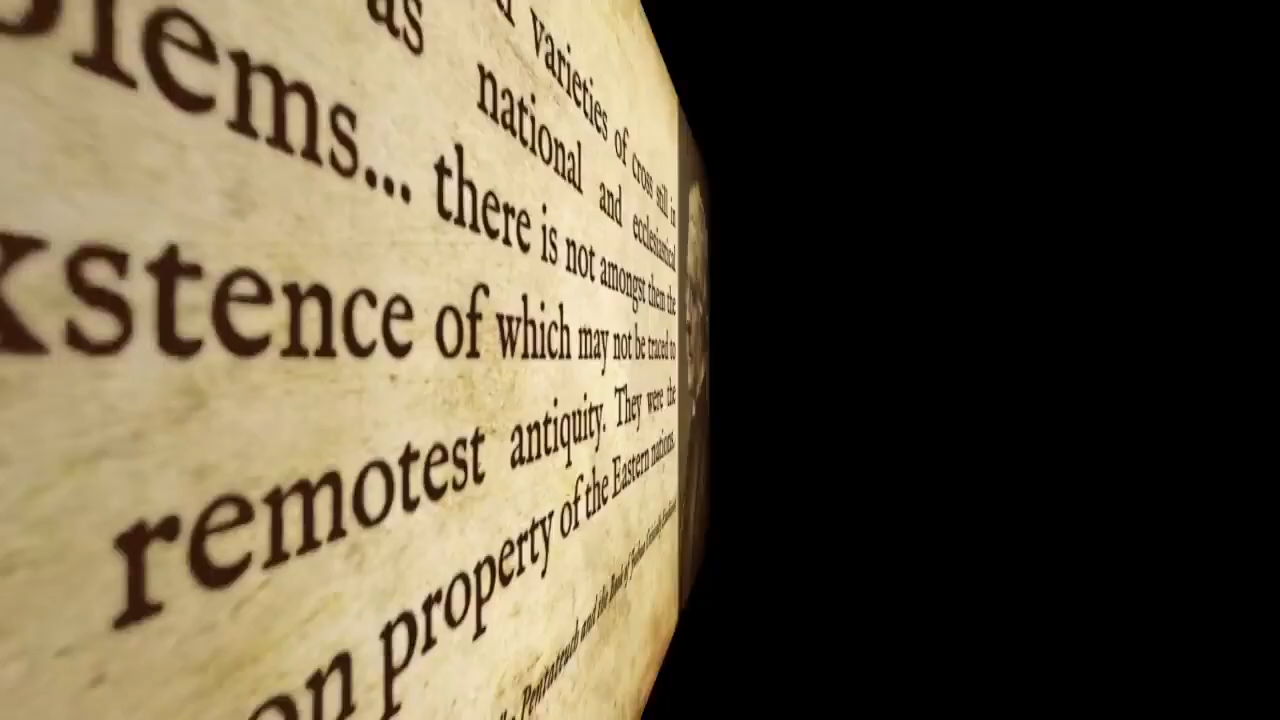 varieties of cross still in
as national and ecclesiastical
lems... there is not amongst them the
xstence of which may not be traced to
remotest antiquity. They were the
on property of the Eastern nations.
Pentateuch and the Book of Joshua